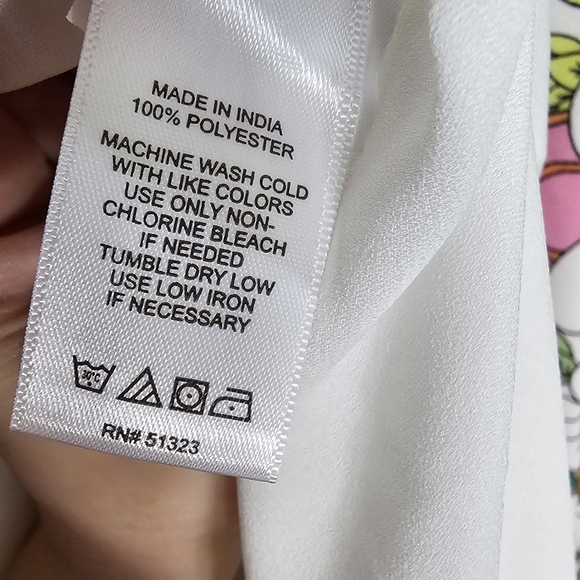 MADE IN INDIA
100% POLYESTER
MACHINE WASH COLD
WITH LIKE COLORS
USE ONLY NON-
CHLORINE BLEACH
IF NEEDED
TUMBLE DRY LOW
USE LOW IRON
IF NECESSARY
30°C
RN# 51323